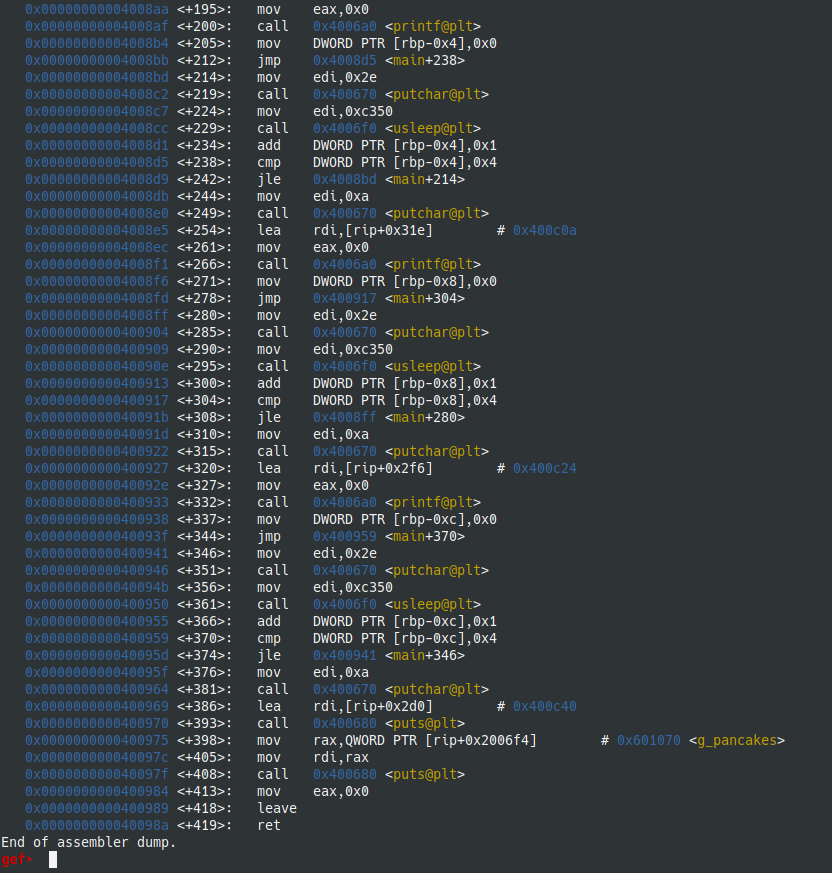 0x00000000004008aa <+195>: mov eax,0x0
0x00000000004008af <+200>: call 0x4006a0 <printf@plt>
0x00000000004008b4 <+205>: mov DWORD PTR [rbp-0x4],0x0
0x00000000004008bb <+212>: jmp 0x4008d5 <main+238>
0x00000000004008bd <+214>: mov edi,0x2e
0x00000000004008c2 <+219>: call 0x400670 <putchar@plt>
0x00000000004008c7 <+224>: mov edi,0xc350
0x00000000004008cc <+229>: call 0x4006f0 <usleep@plt>
0x00000000004008d1 <+234>: add DWORD PTR [rbp-0x4],0x1
0x00000000004008d5 <+238>: cmp DWORD PTR [rbp-0x4],0x4
0x00000000004008d9 <+242>: jle 0x4008bd <main+214>
0x00000000004008db <+244>: mov edi,0xa
0x00000000004008e0 <+249>: call 0x400670 <putchar@plt>
0x00000000004008e5 <+254>: lea rdi,[rip+0x31e] # 0x400c0a
0x00000000004008ec <+261>: mov eax,0x0
0x00000000004008f1 <+266>: call 0x4006a0 <printf@plt>
0x00000000004008f6 <+271>: mov DWORD PTR [rbp-0x8],0x0
0x00000000004008fd <+278>: jmp 0x400917 <main+304>
0x00000000004008ff <+280>: mov edi,0x2e
0x0000000000400904 <+285>: call 0x400670 <putchar@plt>
0x0000000000400909 <+290>: mov edi,0xc350
0x000000000040090e <+295>: call 0x4006f0 <usleep@plt>
0x0000000000400913 <+300>: add DWORD PTR [rbp-0x8],0x1
0x0000000000400917 <+304>: cmp DWORD PTR [rbp-0x8],0x4
0x000000000040091b <+308>: jle 0x4008ff <main+280>
0x000000000040091d <+310>: mov edi,0xa
0x0000000000400922 <+315>: call 0x400670 <putchar@plt>
0x0000000000400927 <+320>: lea rdi,[rip+0x2f6] # 0x400c24
0x000000000040092e <+327>: mov eax,0x0
0x0000000000400933 <+332>: call 0x4006a0 <printf@plt>
0x0000000000400938 <+337>: mov DWORD PTR [rbp-0xc],0x0
0x000000000040093f <+344>: jmp 0x400959 <main+370>
0x0000000000400941 <+346>: mov edi,0x2e
0x0000000000400946 <+351>: call 0x400670 <putchar@plt>
0x000000000040094b <+356>: mov edi,0xc350
0x0000000000400950 <+361>: call 0x4006f0 <usleep@plt>
0x0000000000400955 <+366>: add DWORD PTR [rbp-0xc],0x1
0x0000000000400959 <+370>: cmp DWORD PTR [rbp-0xc],0x4
0x000000000040095d <+374>: jle 0x400941 <main+346>
0x000000000040095f <+376>: mov edi,0xa
0x0000000000400964 <+381>: call 0x400670 <putchar@plt>
0x0000000000400969 <+386>: lea rdi,[rip+0x2d0] # 0x400c40
0x0000000000400970 <+393>: call 0x400680 <puts@plt>
0x0000000000400975 <+398>: mov rax,QWORD PTR [rip+0x2006f4] # 0x601070 <g_pancakes>
0x000000000040097c <+405>: mov rdi,rax
0x000000000040097f <+408>: call 0x400680 <puts@plt>
0x0000000000400984 <+413>: mov eax,0x0
0x0000000000400989 <+418>: leave
0x000000000040098a <+419>: ret
End of assembler dump.
gef➤